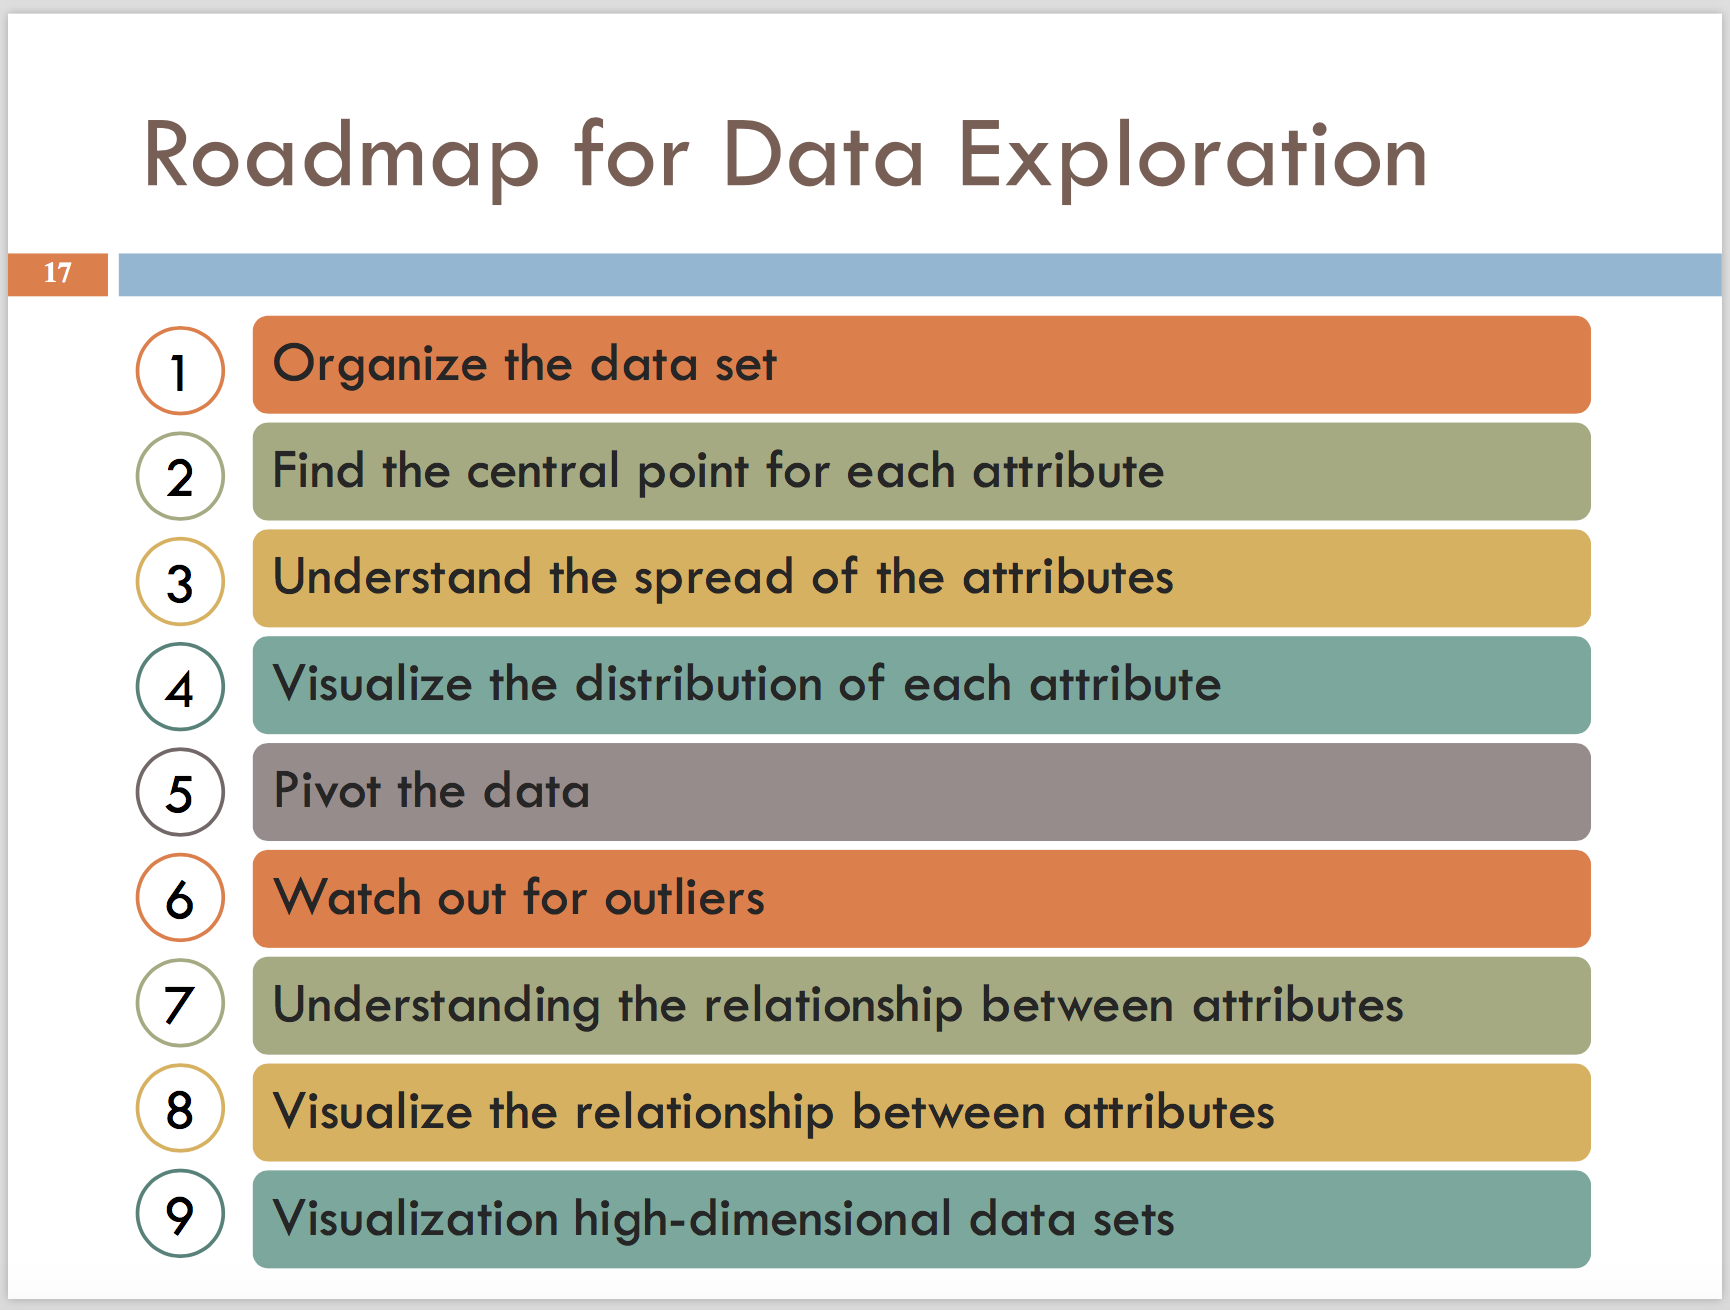 Roadmap for Data Exploration
17
1 Organize the data set
2 Find the central point for each attribute
3 Understand the spread of the attributes
4 Visualize the distribution of each attribute
5 Pivot the data
6 Watch out for outliers
7 Understanding the relationship between attributes
8 Visualize the relationship between attributes
9 Visualization high-dimensional data sets